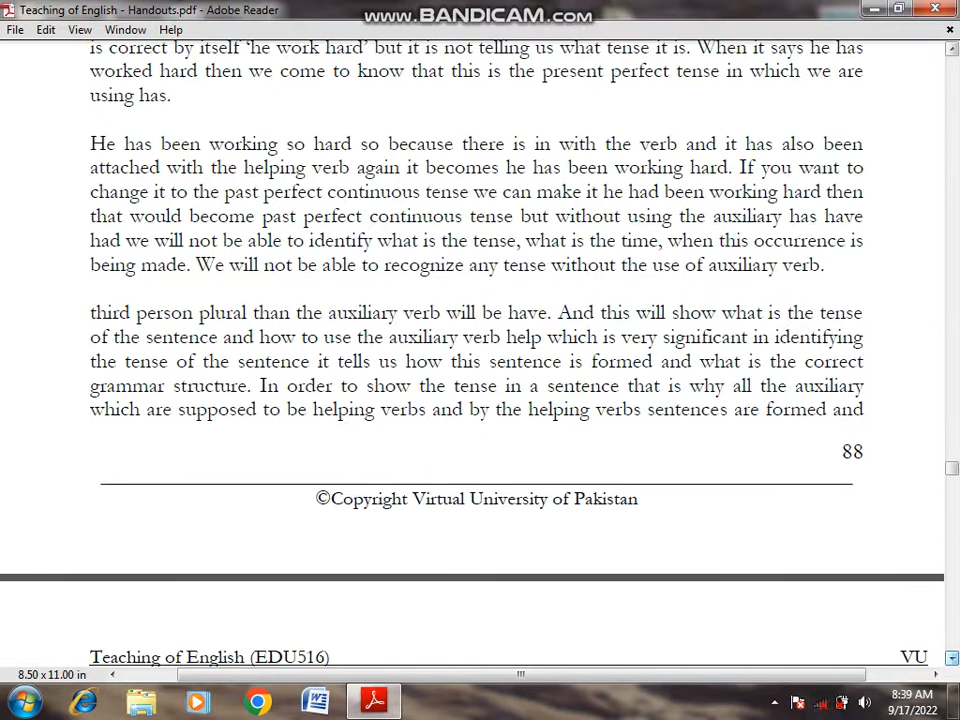 Teaching of English - Handouts.pdf - Adobe Reader
www.BANDICAM.com
File Edit View Window Help
is correct by itself ‘he work hard’ but it is not telling us what tense it is. When it says he has
worked hard then we come to know that this is the present perfect tense in which we are
using has.
He has been working so hard so because there is in with the verb and it has also been
attached with the helping verb again it becomes he has been working hard. If you want to
change it to the past perfect continuous tense we can make it he had been working hard then
that would become past perfect continuous tense but without using the auxiliary has have
had we will not be able to identify what is the tense, what is the time, when this occurrence is
being made. We will not be able to recognize any tense without the use of auxiliary verb.
third person plural than the auxiliary verb will be have. And this will show what is the tense
of the sentence and how to use the auxiliary verb help which is very significant in identifying
the tense of the sentence it tells us how this sentence is formed and what is the correct
grammar structure. In order to show the tense in a sentence that is why all the auxiliary
which are supposed to be helping verbs and by the helping verbs sentences are formed and
88
©Copyright Virtual University of Pakistan
Teaching of English (EDU516) VU
8.50 x 11.00 in
8:39 AM
9/17/2022